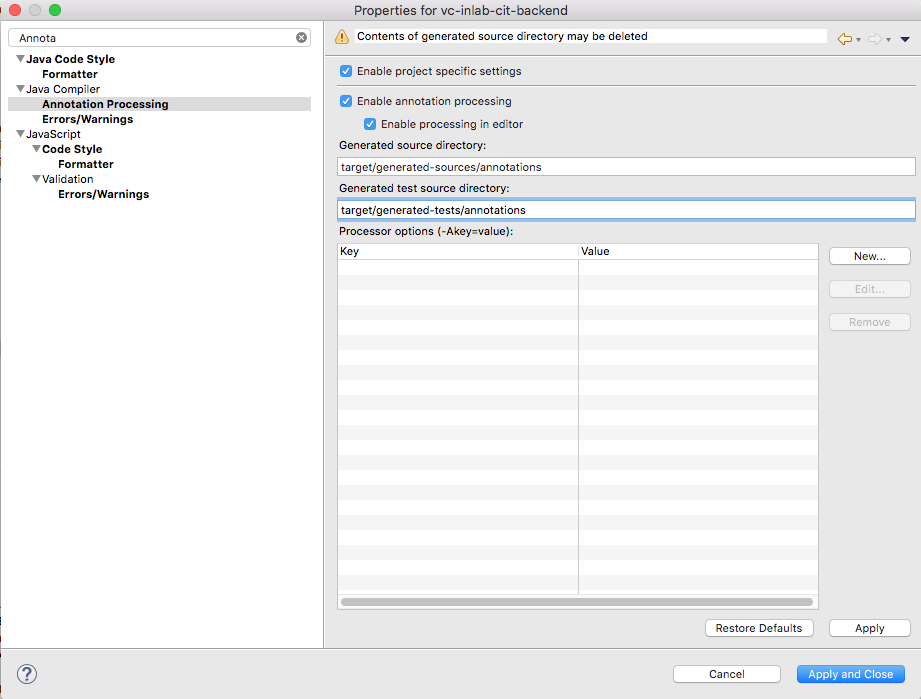 Properties for vc-inlab-cit-backend
Annota
Java Code Style
Formatter
Java Compiler
Annotation Processing
Errors/Warnings
JavaScript
Code Style
Formatter
Validation
Errors/Warnings
Contents of generated source directory may be deleted
Enable project specific settings
Enable annotation processing
Enable processing in editor
Generated source directory:
target/generated-sources/annotations
Generated test source directory:
target/generated-tests/annotations
Processor options (-Akey=value):
Key Value
New...
Edit...
Remove
Restore Defaults Apply
? Cancel Apply and Close